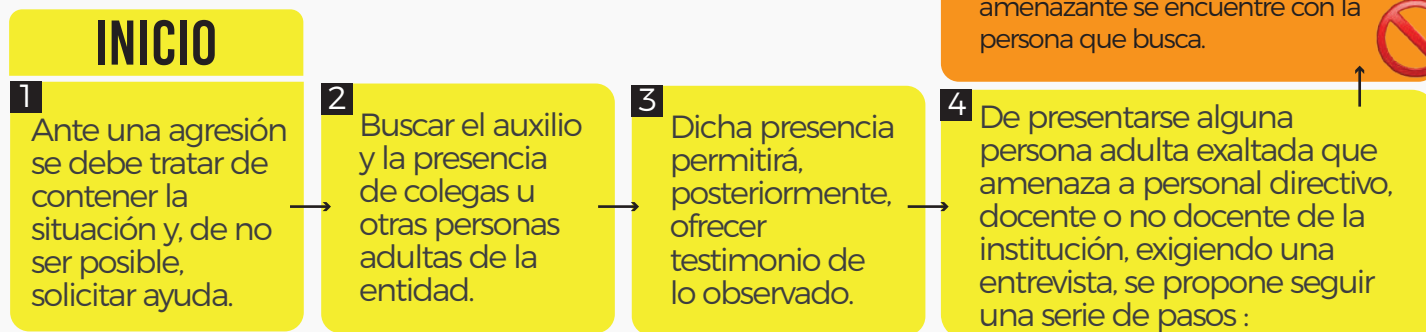 INICIO
1
Ante una agresión
se debe tratar de
contener la
situación y, de no
ser posible,
solicitar ayuda.
2
Buscar el auxilio
y la presencia
de colegas u
otras personas
adultas de la
entidad.
3
Dicha presencia
permitirá,
posteriormente,
ofrecer
testimonio de
lo observado.
amenazante se encuentre con la
persona que busca.
4
De presentarse alguna
persona adulta exaltada que
amenaza a personal directivo,
docente o no docente de la
institución, exigiendo una
entrevista, se propone seguir
una serie de pasos :